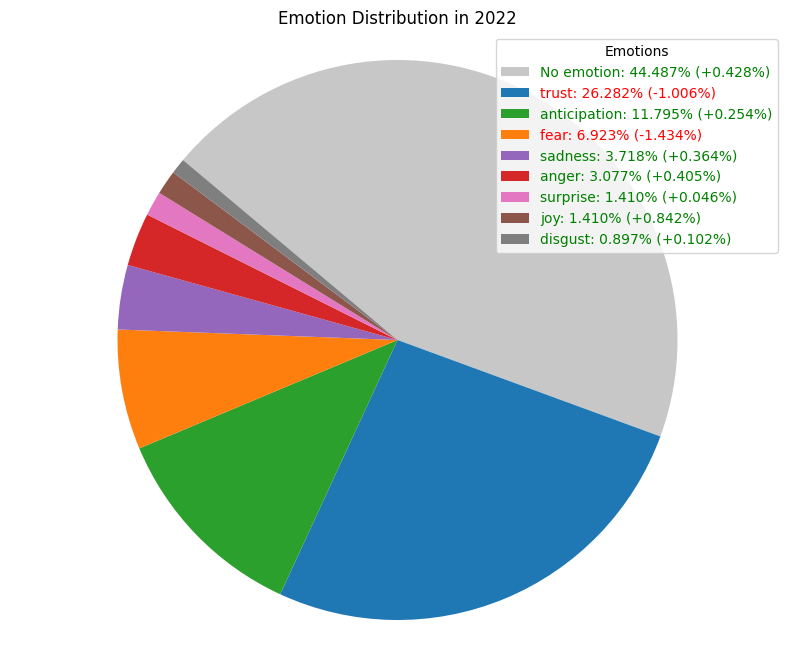 Emotion Distribution in 2022
Emotions
No emotion: 44.487% (+0.428%)
trust: 26.282% (-1.006%)
anticipation: 11.795% (+0.254%)
fear: 6.923% (-1.434%)
sadness: 3.718% (+0.364%)
anger: 3.077% (+0.405%)
surprise: 1.410% (+0.046%)
joy: 1.410% (+0.842%)
disgust: 0.897% (+0.102%)